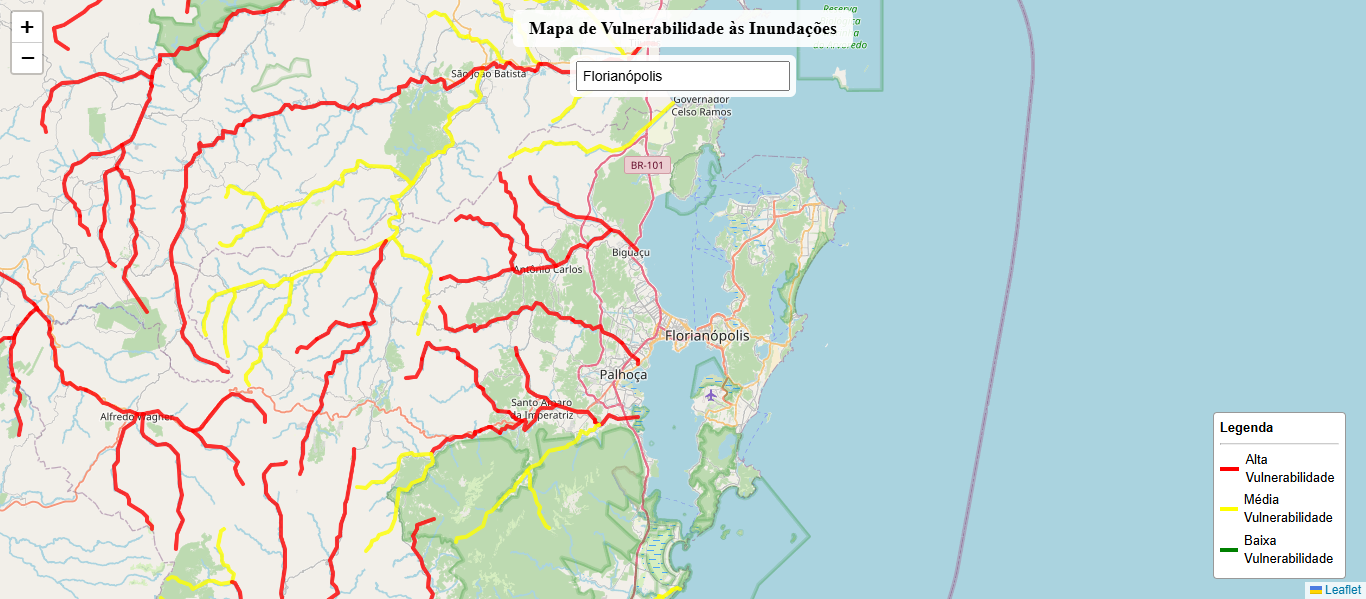 +
−
Mapa de Vulnerabilidade às Inundações
Florianópolis
Reserva
do Arvoredo
São João Batista
Governador
Celso Ramos
BR-101
Biguaçu
Antônio Carlos
Florianópolis
Palhoça
Santo Amaro
da Imperatriz
Alfredo Wagner
Legenda
Alta
Vulnerabilidade
Média
Vulnerabilidade
Baixa
Vulnerabilidade
Leaflet